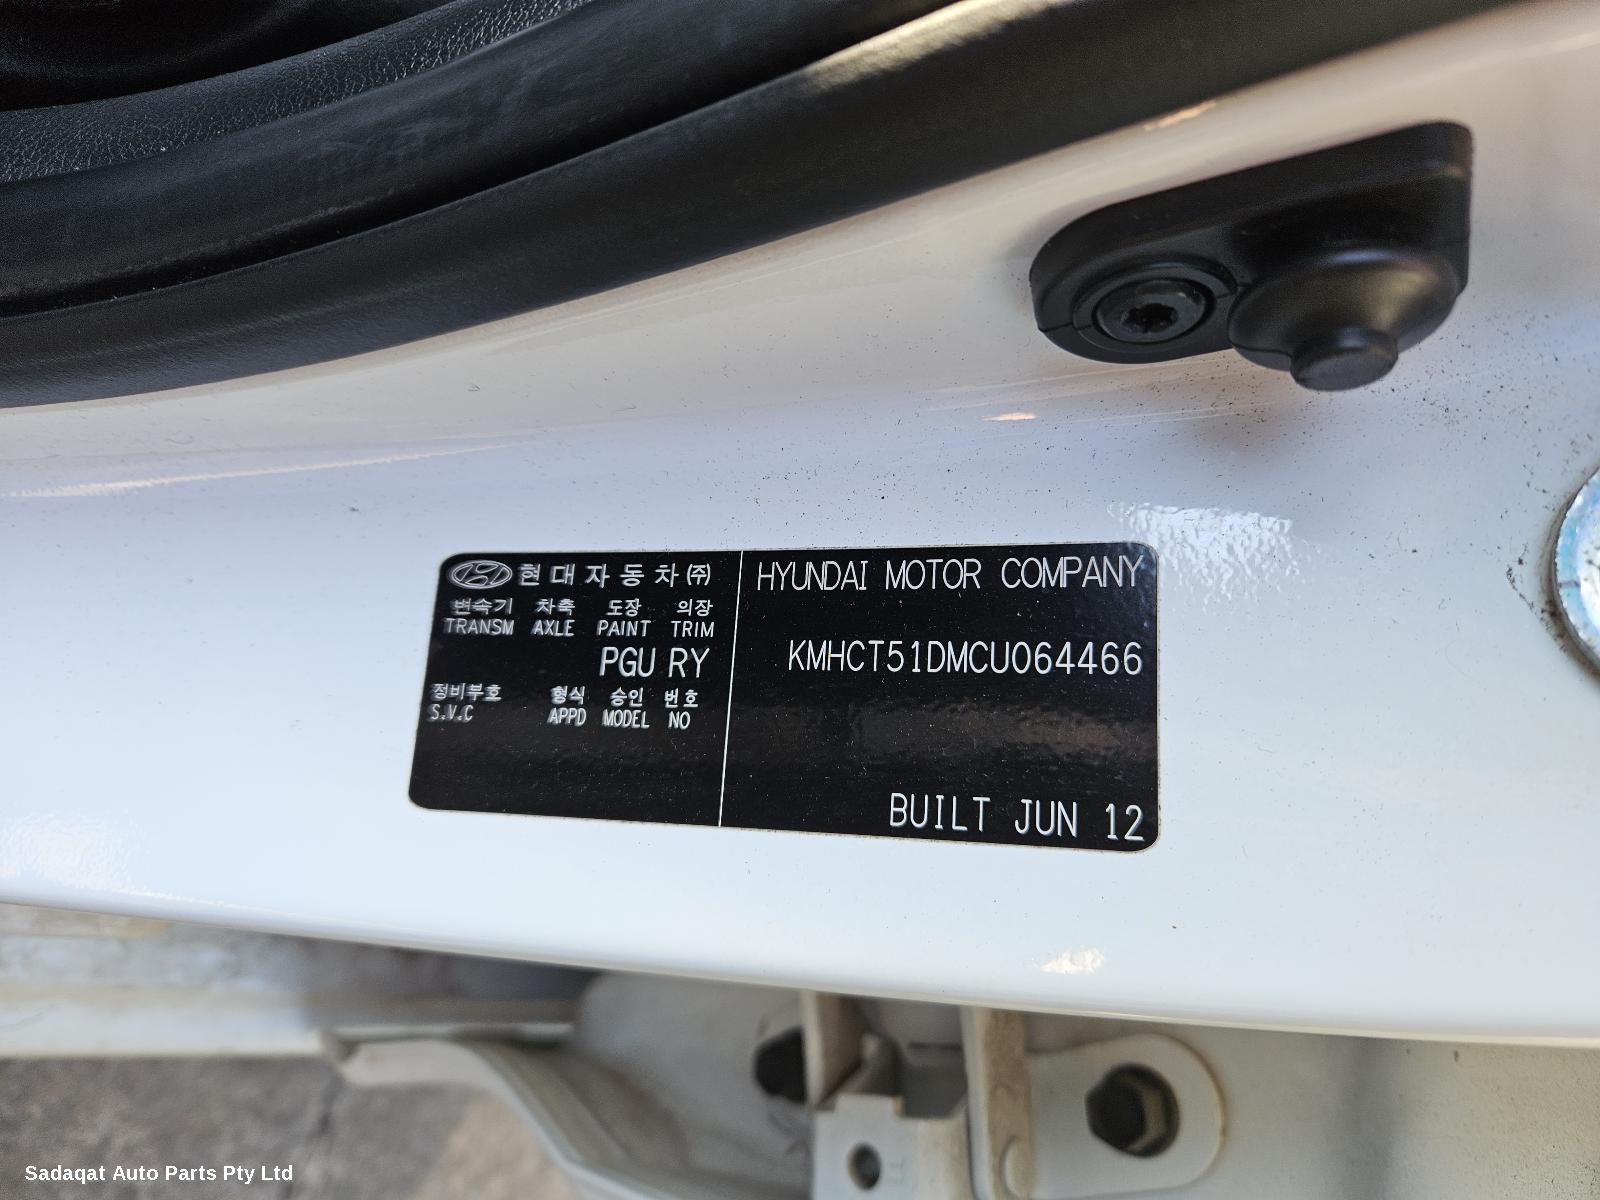 현대자동차(주)
변속기 차축 도장 의장
TRANSM AXLE PAINT TRIM
PGU RY
정비부호 형식 승인 번호
S.V.C APPD MODEL NO
HYUNDAI MOTOR COMPANY
KMHCT51DMCU064466
BUILT JUN 12
Sadaqat Auto Parts Pty Ltd